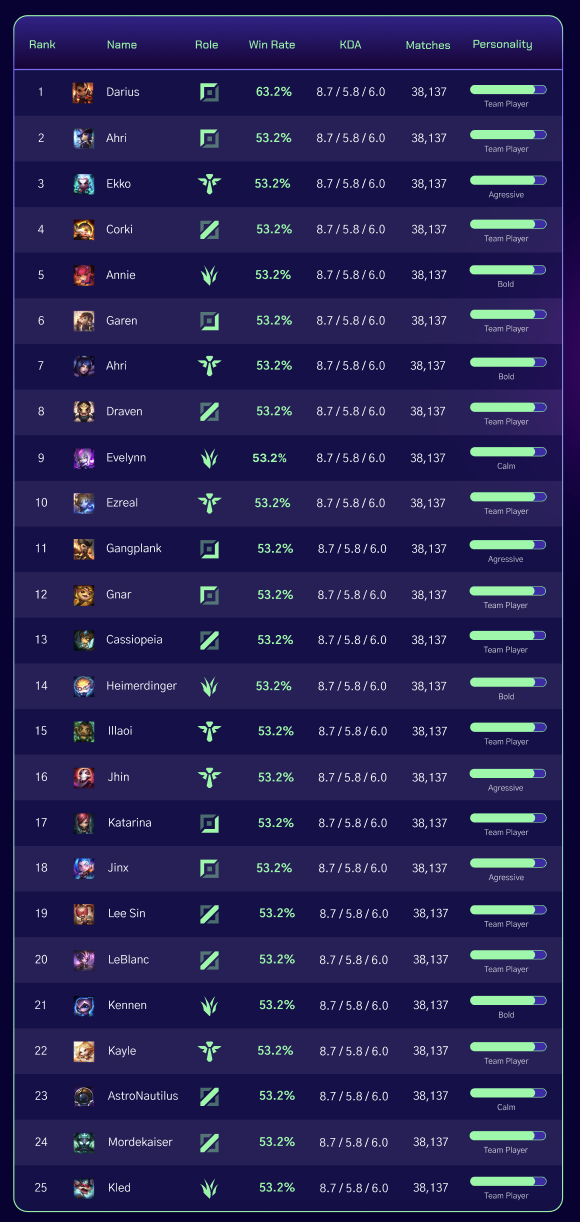 Rank Name Role Win Rate KDA Matches Personality
1 Darius 63.2% 8.7 / 5.8 / 6.0 38,137
Team Player
2 Ahri 53.2% 8.7 / 5.8 / 6.0 38,137
Team Player
3 Ekko 53.2% 8.7 / 5.8 / 6.0 38,137
Agressive
4 Corki 53.2% 8.7 / 5.8 / 6.0 38,137
Team Player
5 Annie 53.2% 8.7 / 5.8 / 6.0 38,137
Bold
6 Garen 53.2% 8.7 / 5.8 / 6.0 38,137
Team Player
7 Ahri 53.2% 8.7 / 5.8 / 6.0 38,137
Bold
8 Draven 53.2% 8.7 / 5.8 / 6.0 38,137
Team Player
9 Evelynn 53.2% 8.7 / 5.8 / 6.0 38,137
Calm
10 Ezreal 53.2% 8.7 / 5.8 / 6.0 38,137
Team Player
11 Gangplank 53.2% 8.7 / 5.8 / 6.0 38,137
Agressive
12 Gnar 53.2% 8.7 / 5.8 / 6.0 38,137
Team Player
13 Cassiopeia 53.2% 8.7 / 5.8 / 6.0 38,137
Team Player
14 Heimerdinger 53.2% 8.7 / 5.8 / 6.0 38,137
Bold
15 Illaoi 53.2% 8.7 / 5.8 / 6.0 38,137
Team Player
16 Jhin 53.2% 8.7 / 5.8 / 6.0 38,137
Agressive
17 Katarina 53.2% 8.7 / 5.8 / 6.0 38,137
Team Player
18 Jinx 53.2% 8.7 / 5.8 / 6.0 38,137
Agressive
19 Lee Sin 53.2% 8.7 / 5.8 / 6.0 38,137
Team Player
20 LeBlanc 53.2% 8.7 / 5.8 / 6.0 38,137
Team Player
21 Kennen 53.2% 8.7 / 5.8 / 6.0 38,137
Bold
22 Kayle 53.2% 8.7 / 5.8 / 6.0 38,137
Team Player
23 AstroNautilus 53.2% 8.7 / 5.8 / 6.0 38,137
Calm
24 Mordekaiser 53.2% 8.7 / 5.8 / 6.0 38,137
Team Player
25 Kled 53.2% 8.7 / 5.8 / 6.0 38,137
Team Player